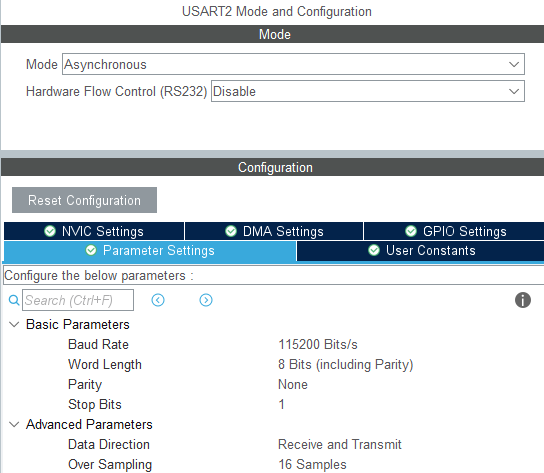 USART2 Mode and Configuration
Mode
Mode Asynchronous
Hardware Flow Control (RS232) Disable
Configuration
Reset Configuration
NVIC Settings DMA Settings GPIO Settings
Parameter Settings User Constants
Configure the below parameters :
Search (Ctrl+F)
Basic Parameters
Baud Rate 115200 Bits/s
Word Length 8 Bits (including Parity)
Parity None
Stop Bits 1
Advanced Parameters
Data Direction Receive and Transmit
Over Sampling 16 Samples